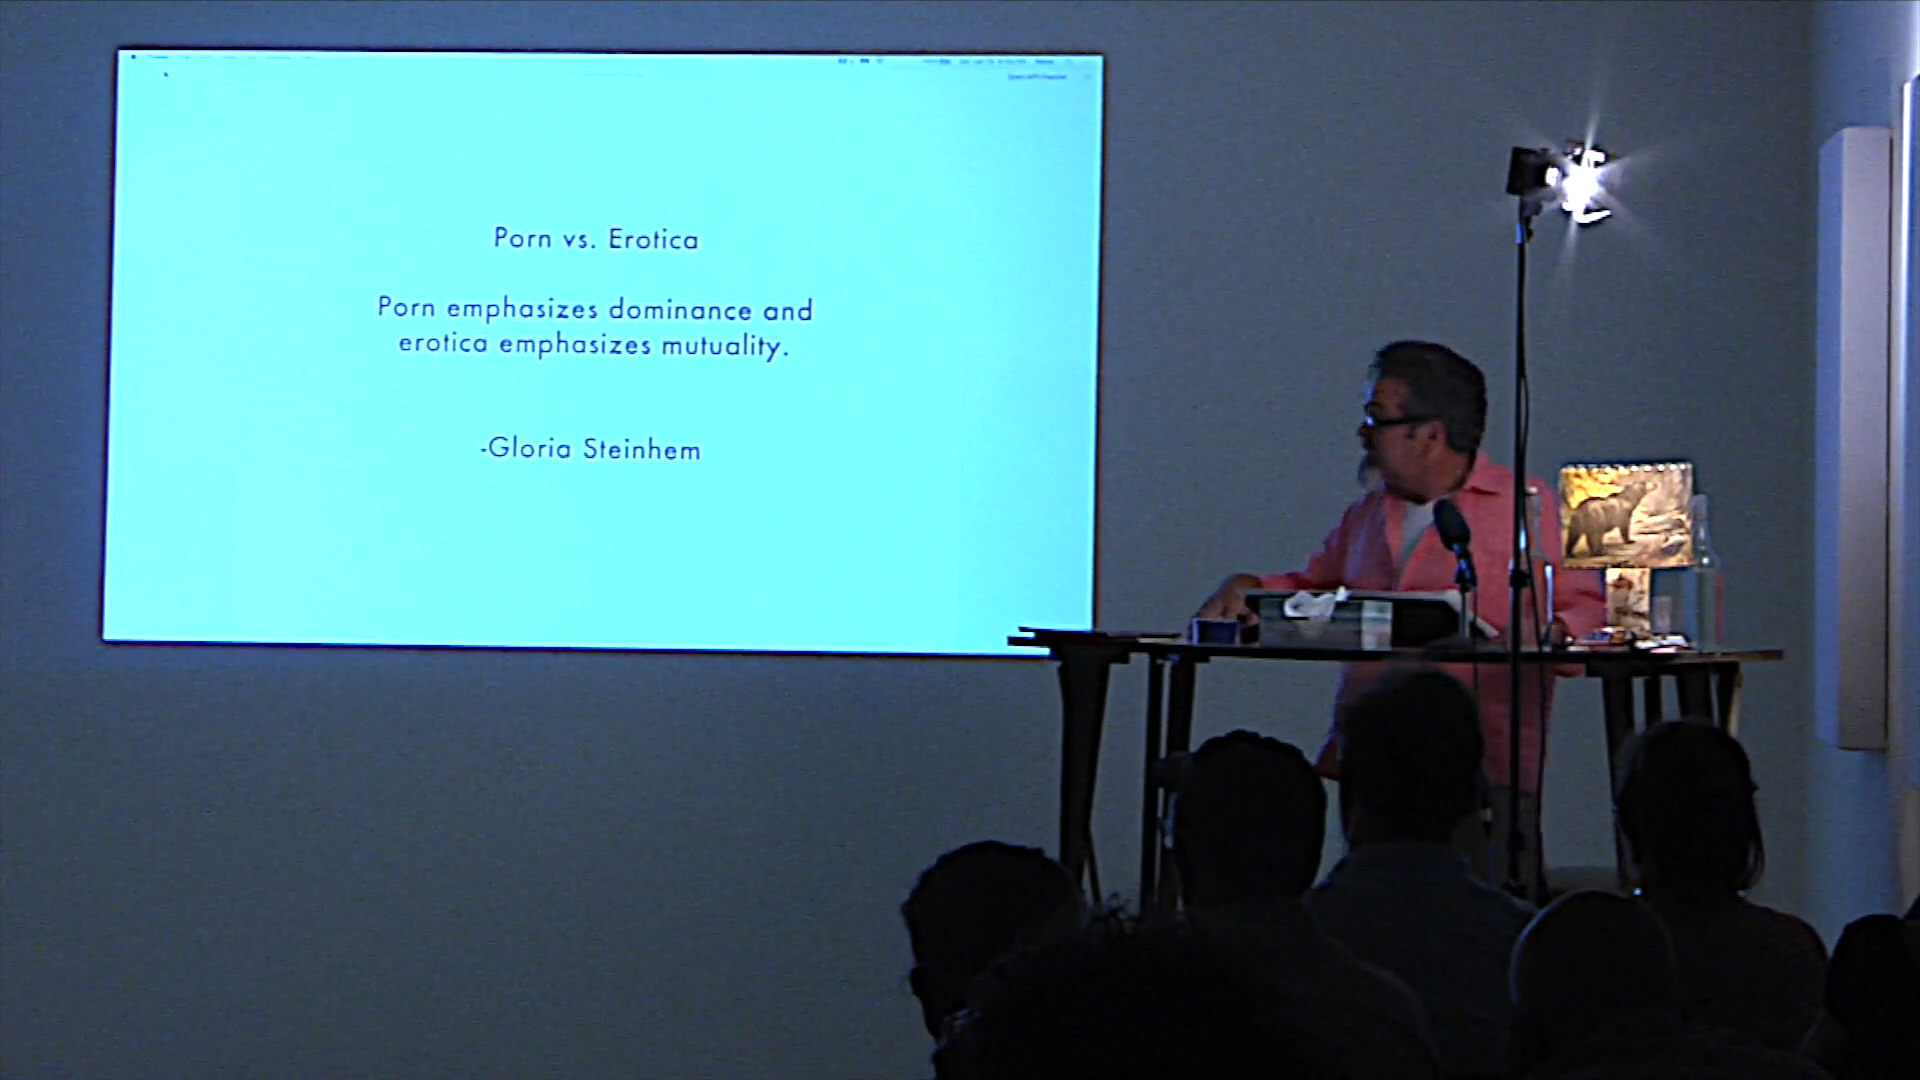 Porn vs. Erotica
Porn emphasizes dominance and
erotica emphasizes mutuality.
-Gloria Steinhem